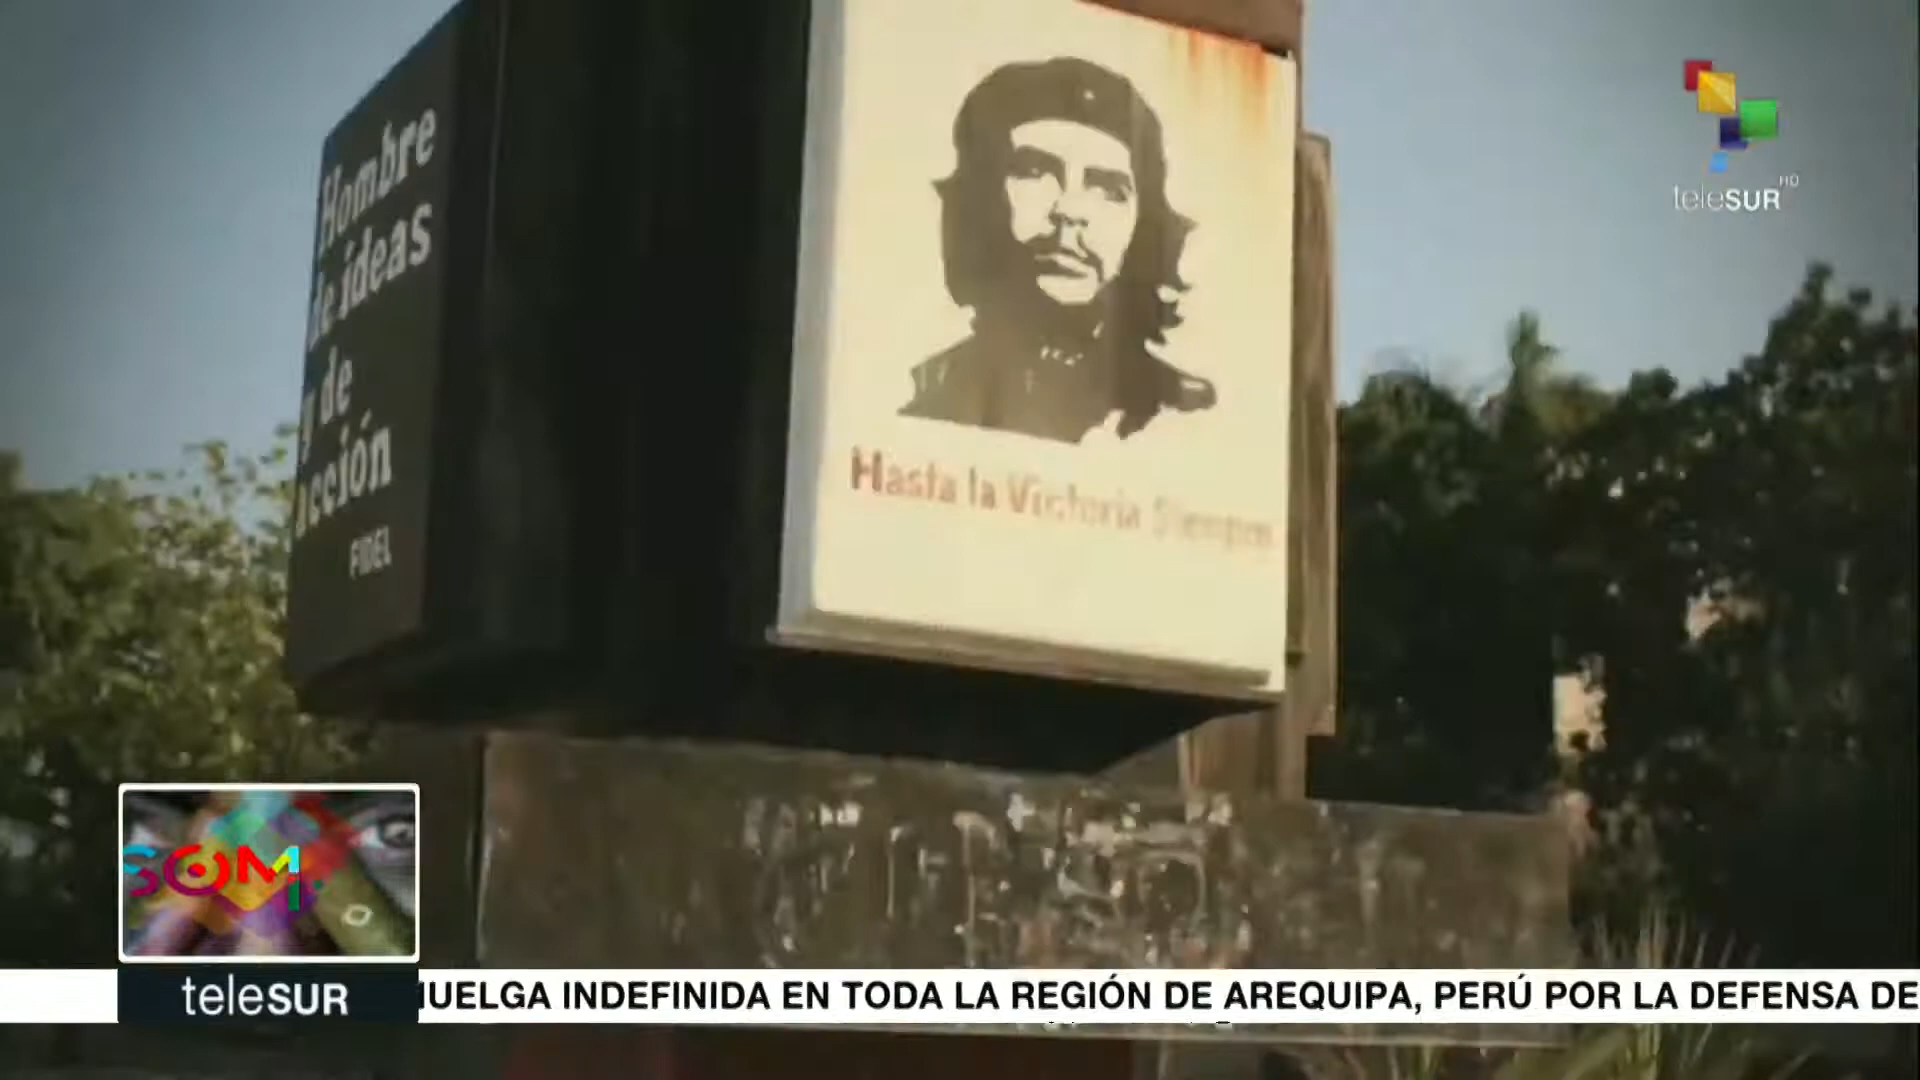 Hombre
de ideas
y de
acción
FIDEL
Hasta la Victoria Siempre
teleSUR HD
SOM
teleSUR
HUELGA INDEFINIDA EN TODA LA REGIÓN DE AREQUIPA, PERÚ POR LA DEFENSA DE